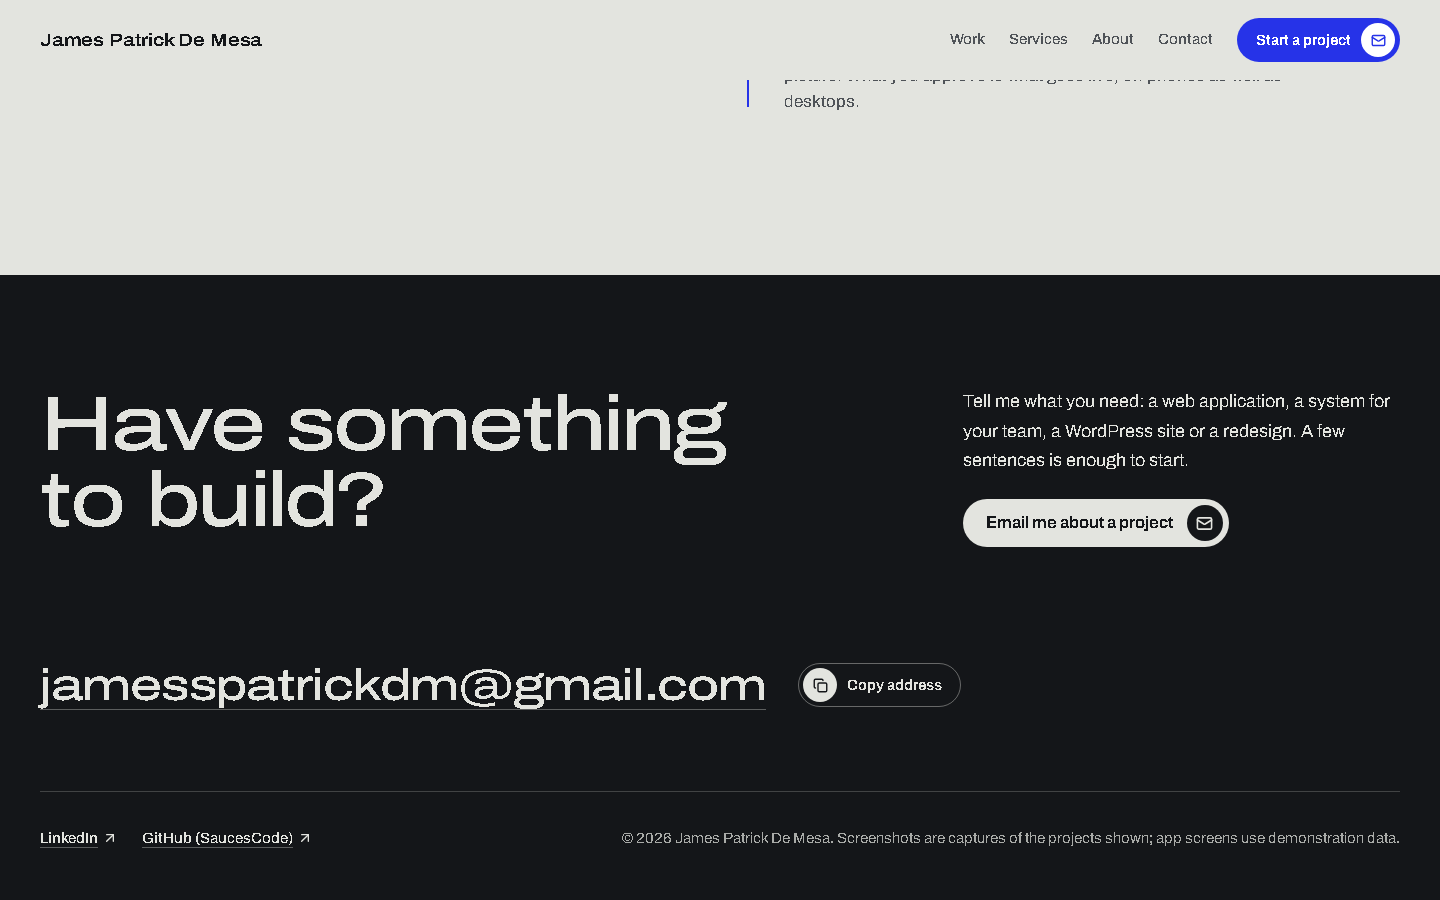 James Patrick De Mesa
Work
Services
About
Contact
Start a project
desktops.
Have something
to build?
Tell me what you need: a web application, a system for
your team, a WordPress site or a redesign. A few
sentences is enough to start.
Email me about a project
jamesspatrickdm@gmail.com
Copy address
LinkedIn
GitHub (SaucesCode)
© 2026 James Patrick De Mesa. Screenshots are captures of the projects shown; app screens use demonstration data.